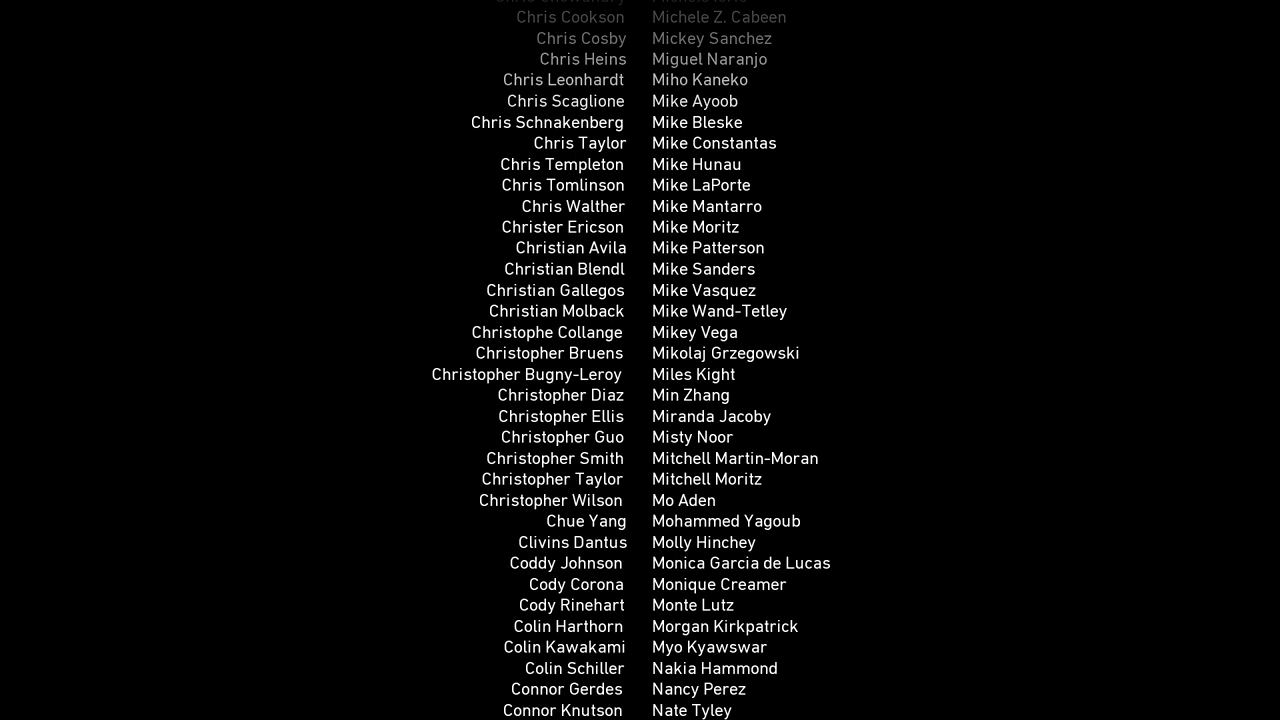 Chris Cookson Michele Z. Cabeen
Chris Cosby Mickey Sanchez
Chris Heins Miguel Naranjo
Chris Leonhardt Miho Kaneko
Chris Scaglione Mike Ayoob
Chris Schnakenberg Mike Bleske
Chris Taylor Mike Constantas
Chris Templeton Mike Hunau
Chris Tomlinson Mike LaPorte
Chris Walther Mike Mantarro
Christer Ericson Mike Moritz
Christian Avila Mike Patterson
Christian Blendl Mike Sanders
Christian Gallegos Mike Vasquez
Christian Molback Mike Wand-Tetley
Christophe Collange Mikey Vega
Christopher Bruens Mikolaj Grzegowski
Christopher Bugny-Leroy Miles Kight
Christopher Diaz Min Zhang
Christopher Ellis Miranda Jacoby
Christopher Guo Misty Noor
Christopher Smith Mitchell Martin-Moran
Christopher Taylor Mitchell Moritz
Christopher Wilson Mo Aden
Chue Yang Mohammed Yagoub
Clivins Dantus Molly Hinchey
Coddy Johnson Monica Garcia de Lucas
Cody Corona Monique Creamer
Cody Rinehart Monte Lutz
Colin Harthorn Morgan Kirkpatrick
Colin Kawakami Myo Kyawswar
Colin Schiller Nakia Hammond
Connor Gerdes Nancy Perez
Connor Knutson Nate Tyley